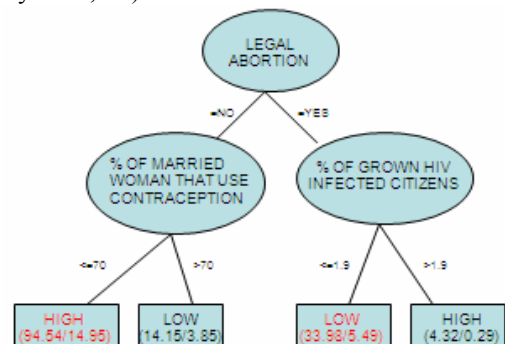 LEGAL
ABORTION
=NO
=YES
% OF MARRIED
WOMAN THAT USE
CONTRACEPTION
% OF GROWN HIV
INFECTED CITIZENS
<=70
>70
<=1.9
>1.9
HIGH
(94.54/14.95)
LOW
(14.15/3.85)
LOW
(33.98/5.49)
HIGH
(4.32/0.29)